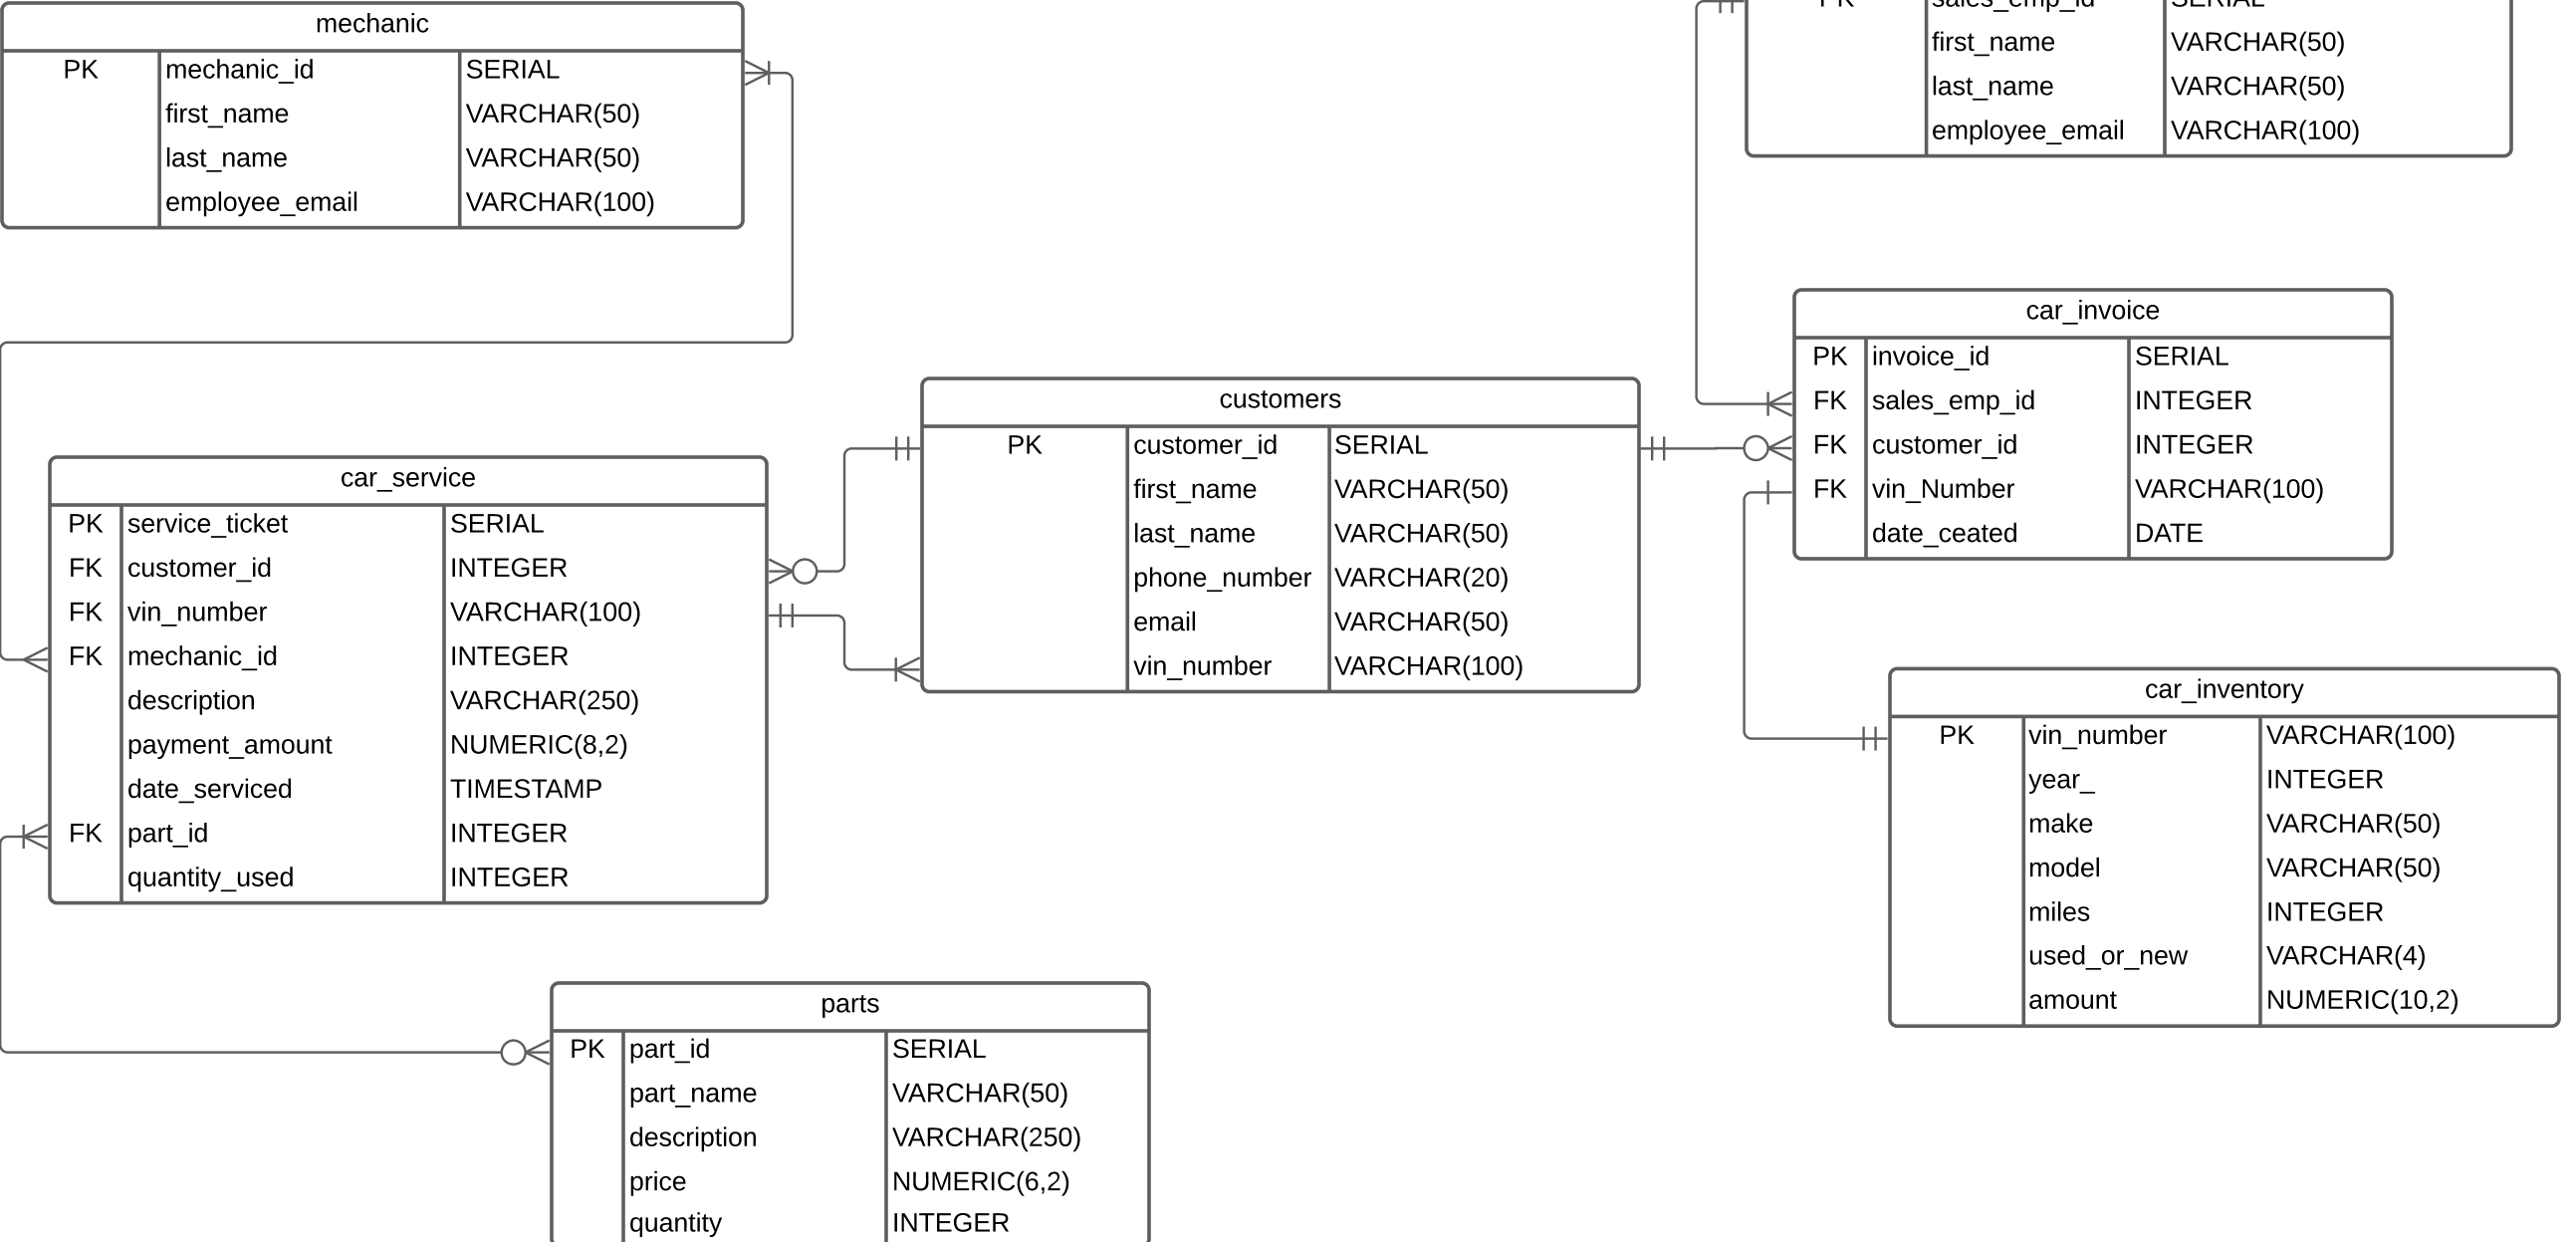 mechanic
PK mechanic_id SERIAL
first_name VARCHAR(50)
last_name VARCHAR(50)
employee_email VARCHAR(100)
PK sales_emp_id SERIAL
first_name VARCHAR(50)
last_name VARCHAR(50)
employee_email VARCHAR(100)
car_invoice
PK invoice_id SERIAL
FK sales_emp_id INTEGER
FK customer_id INTEGER
FK vin_Number VARCHAR(100)
date_ceated DATE
customers
PK customer_id SERIAL
first_name VARCHAR(50)
last_name VARCHAR(50)
phone_number VARCHAR(20)
email VARCHAR(50)
vin_number VARCHAR(100)
car_service
PK service_ticket SERIAL
FK customer_id INTEGER
FK vin_number VARCHAR(100)
FK mechanic_id INTEGER
description VARCHAR(250)
payment_amount NUMERIC(8,2)
date_serviced TIMESTAMP
FK part_id INTEGER
quantity_used INTEGER
car_inventory
PK vin_number VARCHAR(100)
year_ INTEGER
make VARCHAR(50)
model VARCHAR(50)
miles INTEGER
used_or_new VARCHAR(4)
amount NUMERIC(10,2)
parts
PK part_id SERIAL
part_name VARCHAR(50)
description VARCHAR(250)
price NUMERIC(6,2)
quantity INTEGER